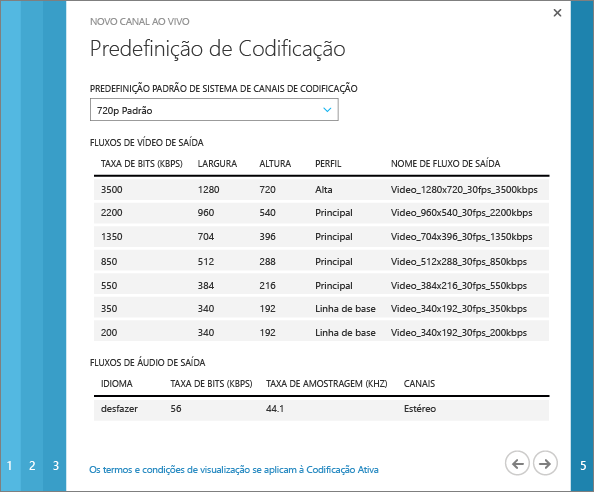 NOVO CANAL AO VIVO
Predefinição de Codificação
PREDEFINIÇÃO PADRÃO DE SISTEMA DE CANAIS DE CODIFICAÇÃO
720p Padrão
FLUXOS DE VÍDEO DE SAÍDA
TAXA DE BITS (KBPS) LARGURA ALTURA PERFIL NOME DE FLUXO DE SAÍDA
3500 1280 720 Alta Video_1280x720_30fps_3500kbps
2200 960 540 Principal Video_960x540_30fps_2200kbps
1350 704 396 Principal Video_704x396_30fps_1350kbps
850 512 288 Principal Video_512x288_30fps_850kbps
550 384 216 Principal Video_384x216_30fps_550kbps
350 340 192 Linha de base Video_340x192_30fps_350kbps
200 340 192 Linha de base Video_340x192_30fps_200kbps
FLUXOS DE ÁUDIO DE SAÍDA
IDIOMA TAXA DE BITS (KBPS) TAXA DE AMOSTRAGEM (KHZ) CANAIS
desfazer 56 44.1 Estéreo
1 2 3 Os termos e condições de visualização se aplicam à Codificação Ativa 5